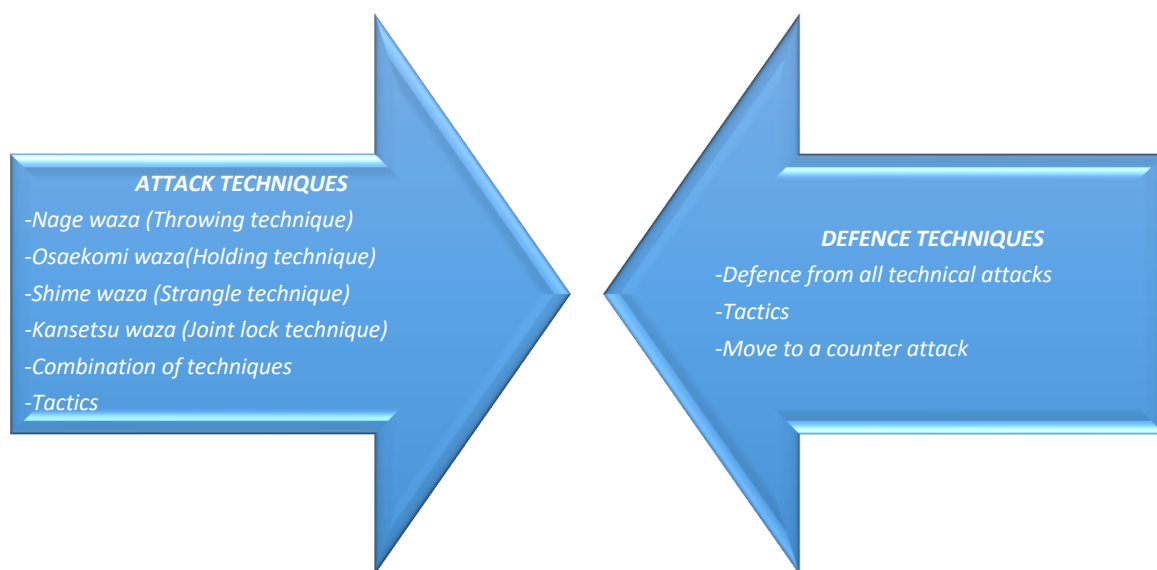 ATTACK TECHNIQUES
-Nage waza (Throwing technique)
-Osaekomi waza(Holding technique)
-Shime waza (Strangle technique)
-Kansetsu waza (Joint lock technique)
-Combination of techniques
-Tactics
DEFENCE TECHNIQUES
-Defence from all technical attacks
-Tactics
-Move to a counter attack